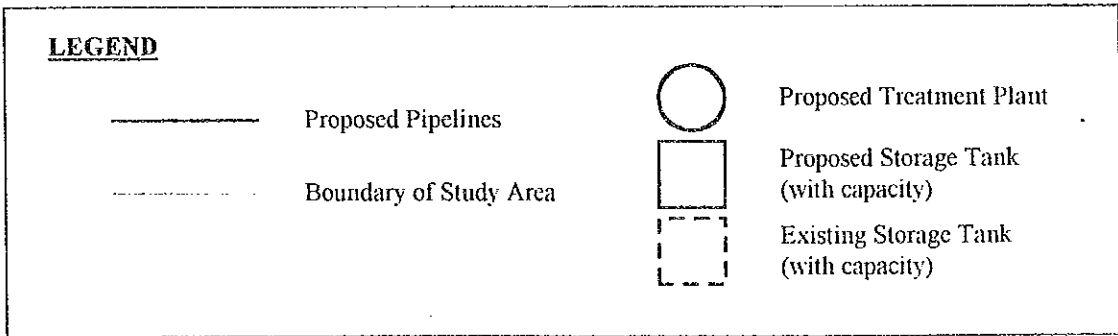 LEGEND
Proposed Pipelines
Boundary of Study Area
Proposed Treatment Plant
Proposed Storage Tank
(with capacity)
Existing Storage Tank
(with capacity)